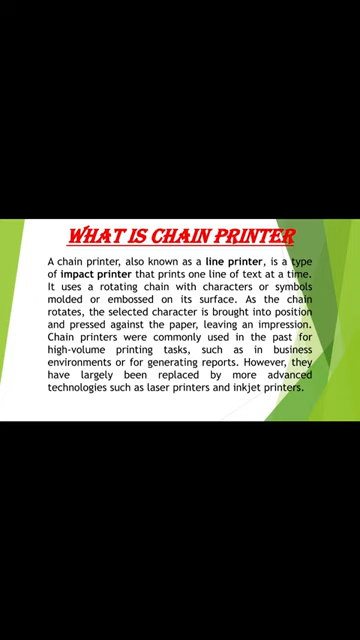 WHAT IS CHAIN PRINTER
A chain printer, also known as a line printer, is a type
of impact printer that prints one line of text at a time.
It uses a rotating chain with characters or symbols
molded or embossed on its surface. As the chain
rotates, the selected character is brought into position
and pressed against the paper, leaving an impression.
Chain printers were commonly used in the past for
high-volume printing tasks, such as in business
environments or for generating reports. However, they
have largely been replaced by more advanced
technologies such as laser printers and inkjet printers.